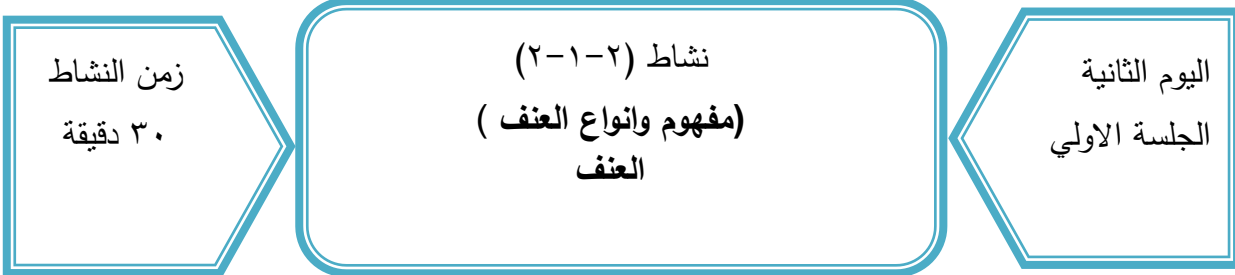 اليوم الثانية
الجلسة الاولي
نشاط (٢-١-٢)
(مفهوم وانواع العنف )
العنف
زمن النشاط
٣٠ دقيقة